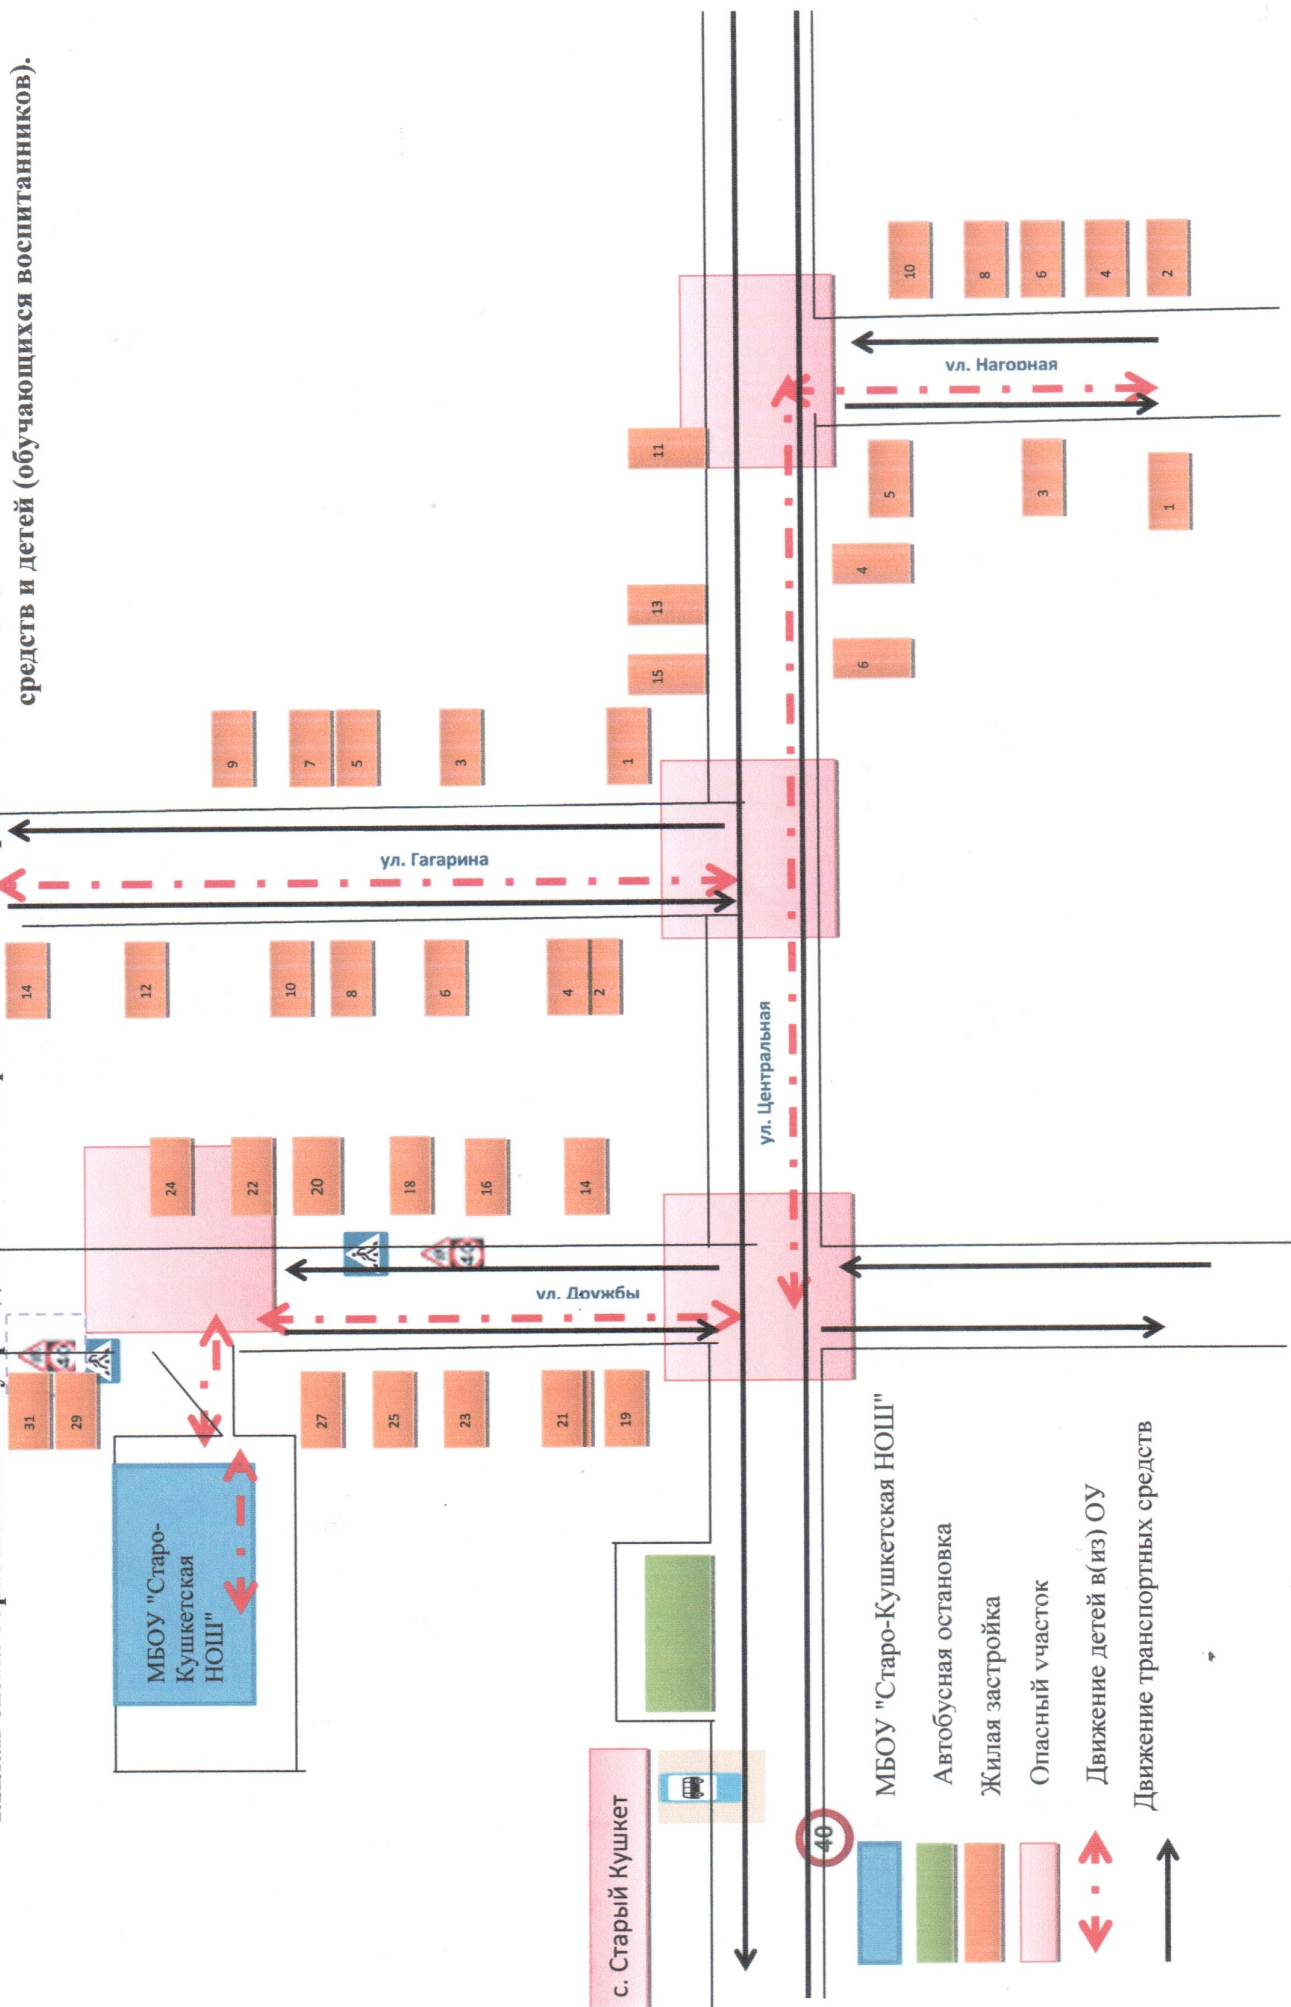 средств и детей (обучающихся воспитанников).
31
29
27
25
23
21
19
24
22
20
18
16
14
14
12
10
8
6
4
2
9
7
5
3
1
15
13
11
6
4
5
3
1
10
8
6
4
2
40
40
ул. Дружбы
ул. Гагарина
ул. Центральная
ул. Нагорная
МБОУ "Старо-
Кушкетская
НОШ"
с. Старый Кушкет
40
МБОУ "Старо-Кушкетская НОШ"
Автобусная остановка
Жилая застройка
Опасный участок
Движение детей в(из) ОУ
Движение транспортных средств